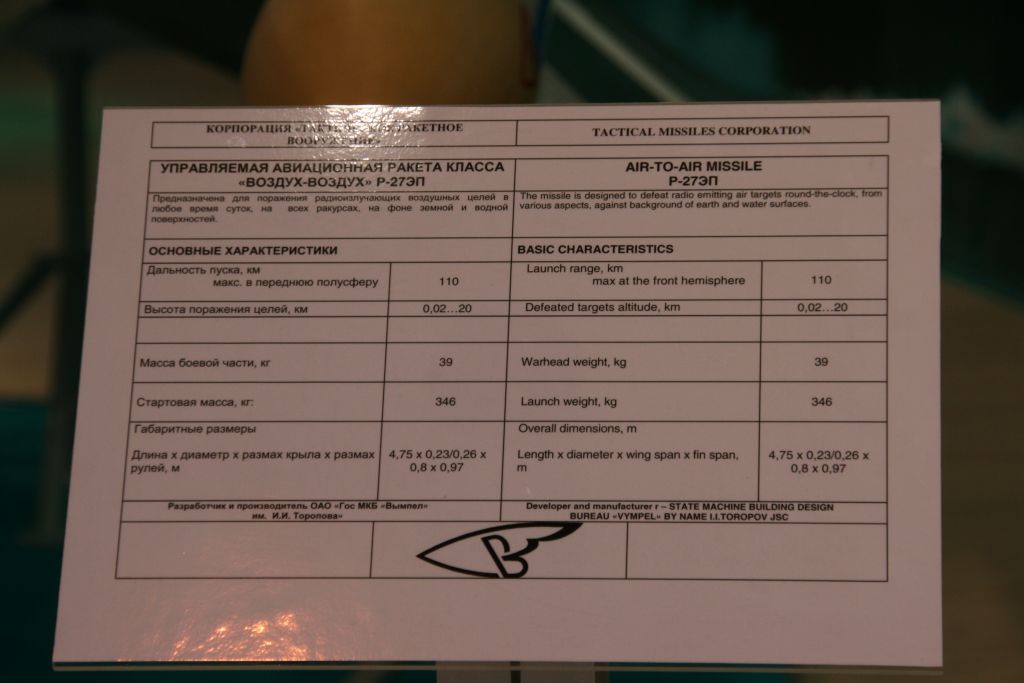 КОРПОРАЦИЯ «ТАКТИЧЕСКОЕ РАКЕТНОЕ
ВООРУЖЕНИЕ»
TACTICAL MISSILES CORPORATION
УПРАВЛЯЕМАЯ АВИАЦИОННАЯ РАКЕТА КЛАССА
«ВОЗДУХ-ВОЗДУХ» Р-27ЭП
AIR-TO-AIR MISSILE
Р-27ЭП
Предназначена для поражения радиоизлучающих воздушных целей в
любое время суток, на всех ракурсах, на фоне земной и водной
поверхностей.
The missile is designed to defeat radio emitting air targets round-the-clock, from
various aspects, against background of earth and water surfaces.
ОСНОВНЫЕ ХАРАКТЕРИСТИКИ
BASIC CHARACTERISTICS
Дальность пуска, км
макс. в переднюю полусферу
110
Launch range, km
max at the front hemisphere
110
Высота поражения целей, км
0,02...20
Defeated targets altitude, km
0,02...20
Масса боевой части, кг
39
Warhead weight, kg
39
Стартовая масса, кг:
346
Launch weight, kg
346
Габаритные размеры
Длина х диаметр х размах крыла х размах
рулей, м
4,75 х 0,23/0,26 х
0,8 х 0,97
Overall dimensions, m
Length x diameter x wing span x fin span,
m
4,75 x 0,23/0,26 x
0,8 x 0,97
Разработчик и производитель ОАО «Гос МКБ «Вымпел»
им. И.И. Торопова»
Developer and manufacturer r – STATE MACHINE BUILDING DESIGN
BUREAU «VYMPEL» BY NAME I.I.TOROPOV JSC
В